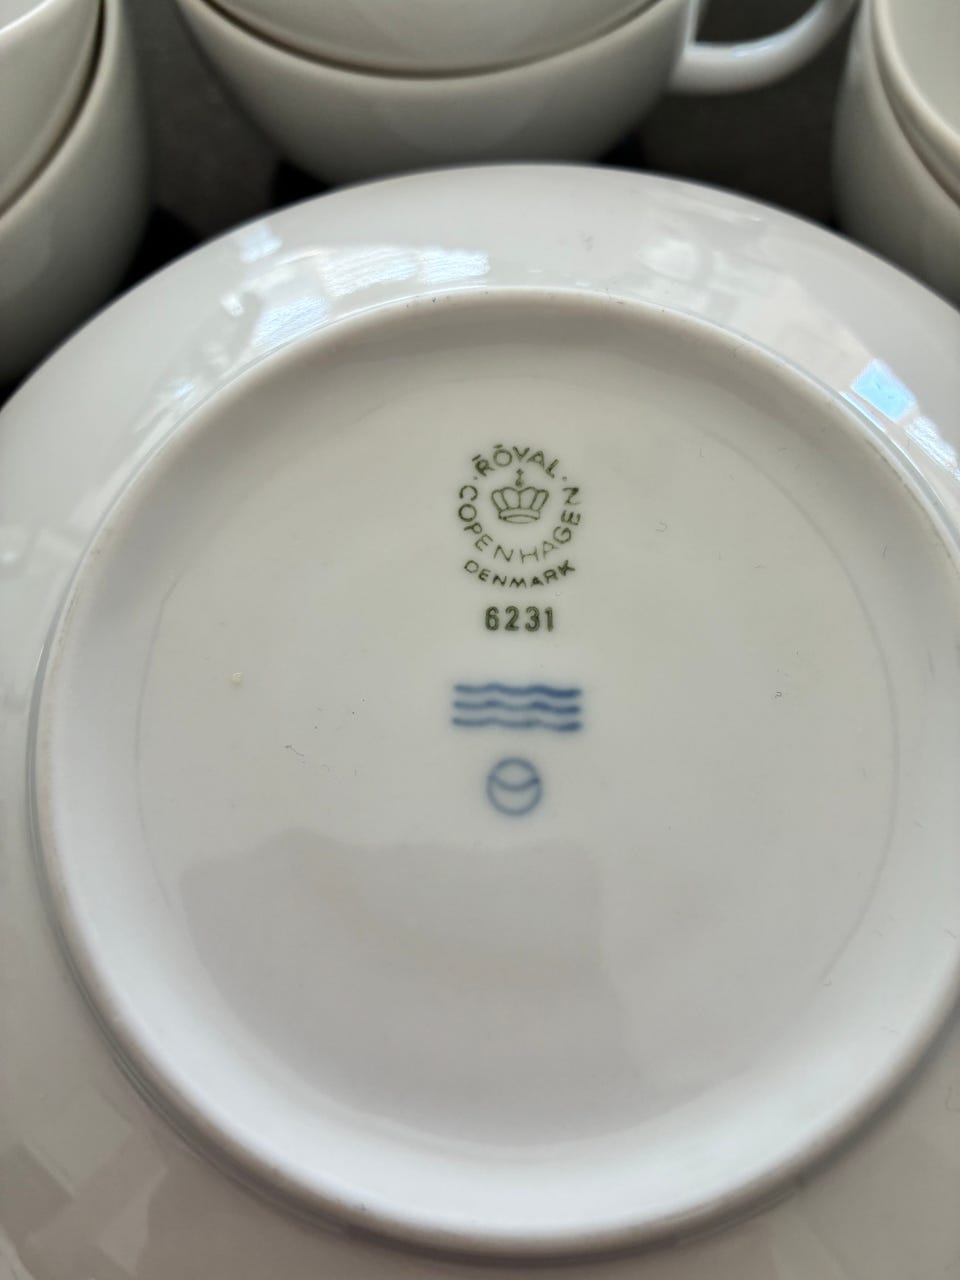 ROYAL
COPENHAGEN
DENMARK
6231